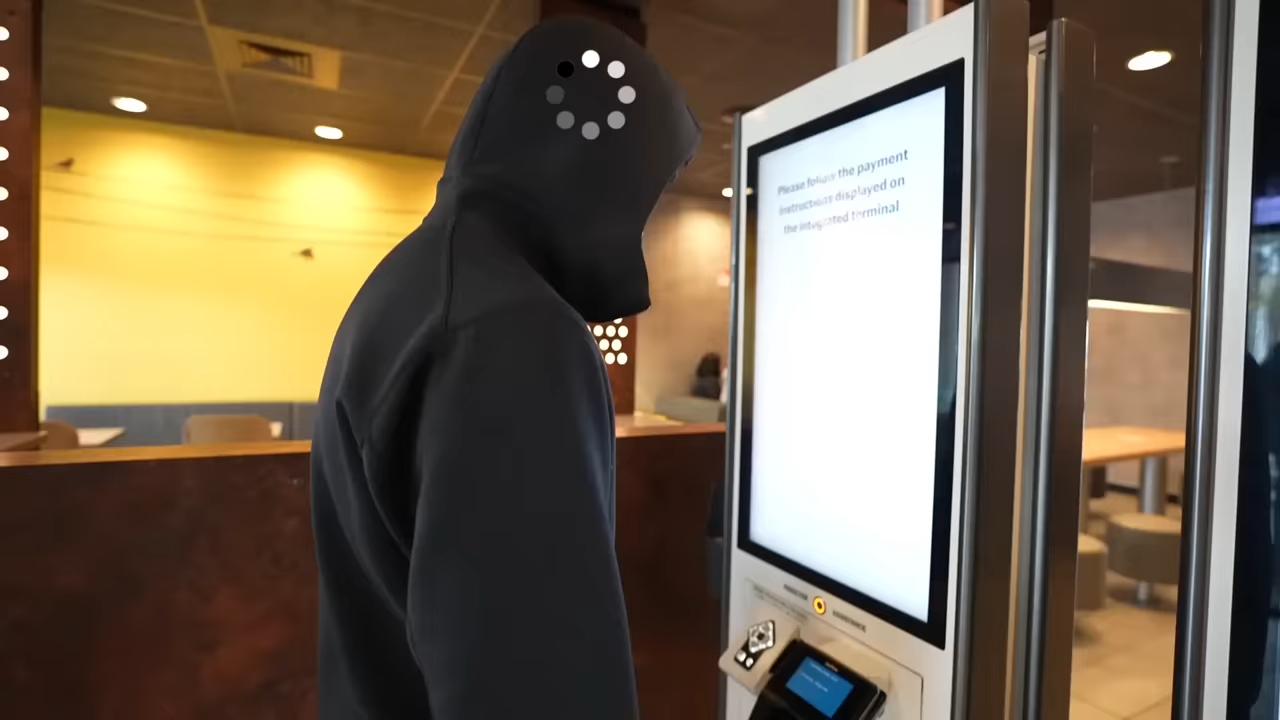 Please follow the payment
instructions displayed on
the integrated terminal